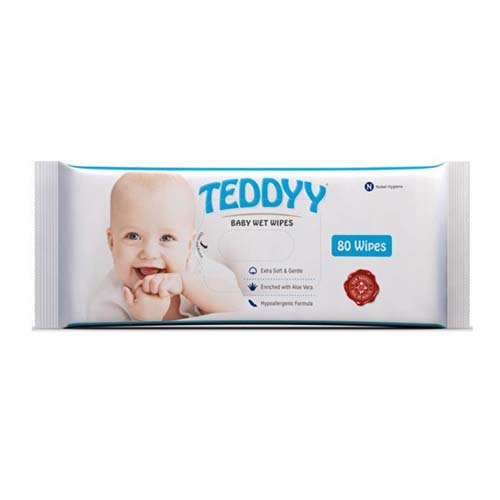 TEDDYY
BABY WET WIPES
N Nobel Hygiene
80 Wipes
Extra Soft & Gentle
Enriched with Aloe Vera
Hypoallergenic Formula